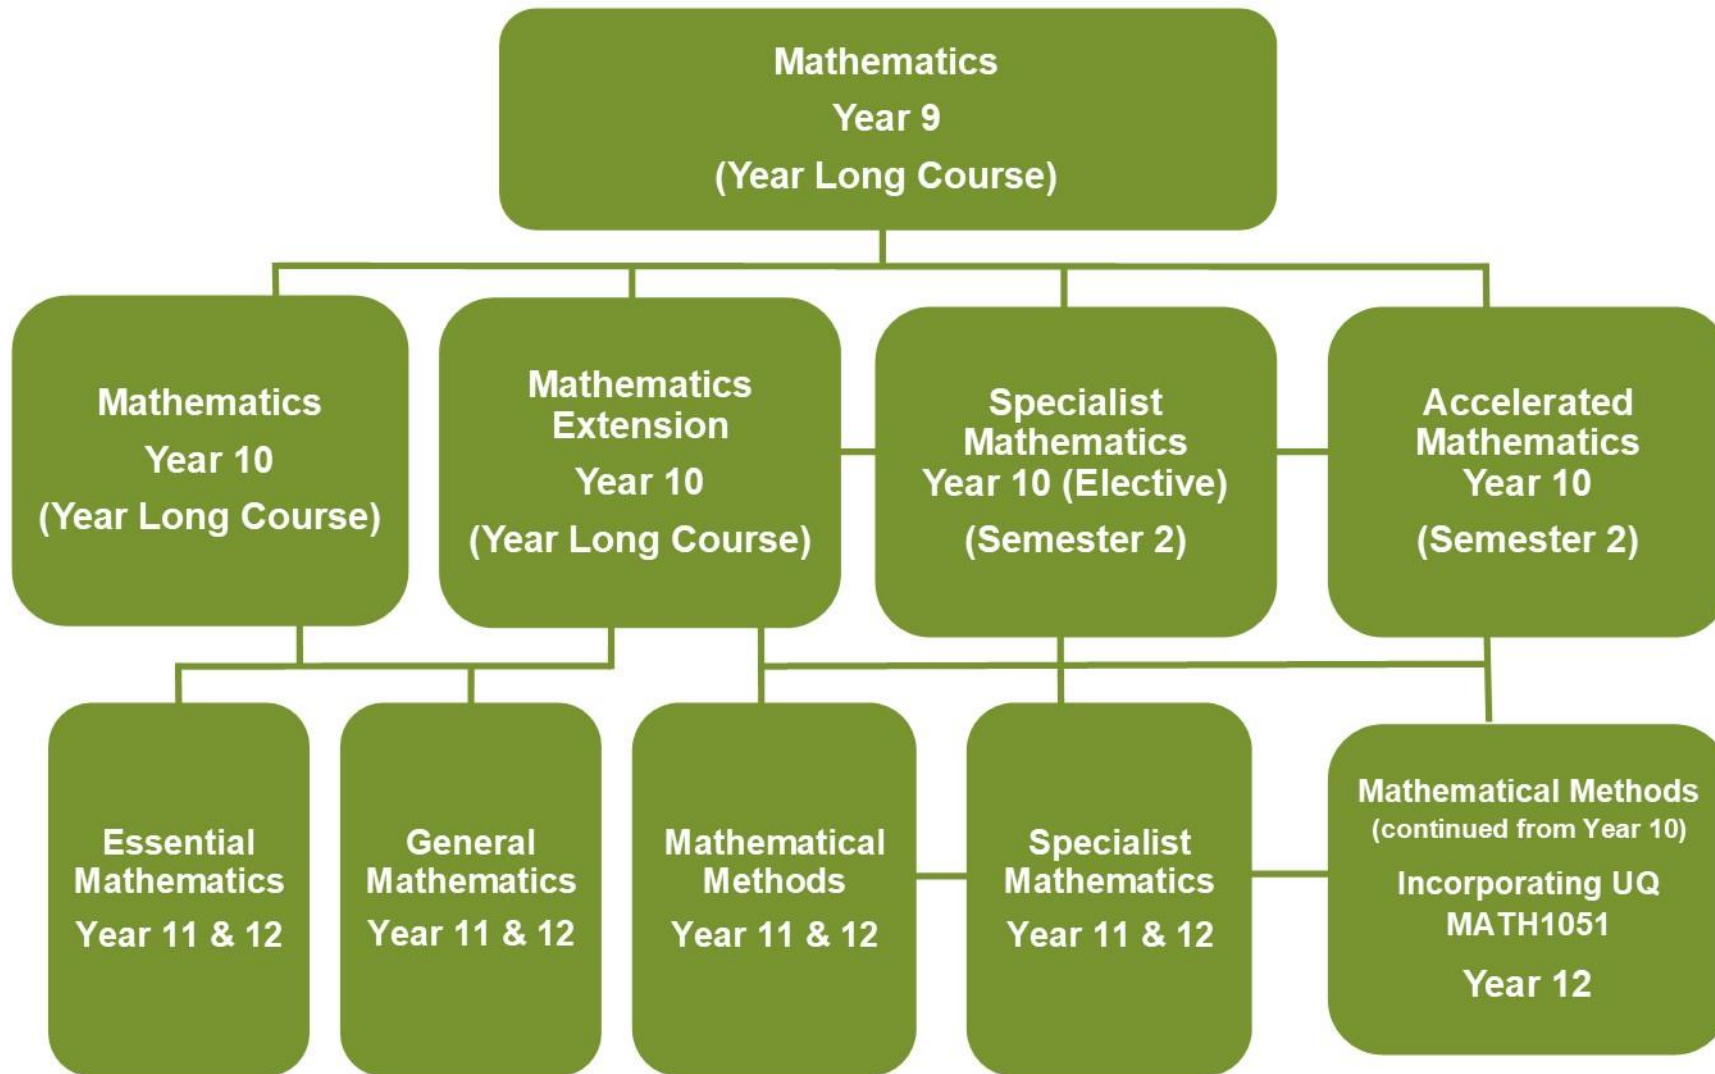 Mathematics
Year 9
(Year Long Course)
Mathematics
Year 10
(Year Long Course)
Mathematics
Extension
Year 10
(Year Long Course)
Specialist
Mathematics
Year 10 (Elective)
(Semester 2)
Accelerated
Mathematics
Year 10
(Semester 2)
Essential
Mathematics
Year 11 & 12
General
Mathematics
Year 11 & 12
Mathematical
Methods
Year 11 & 12
Specialist
Mathematics
Year 11 & 12
Mathematical Methods
(continued from Year 10)
Incorporating UQ
MATH1051
Year 12